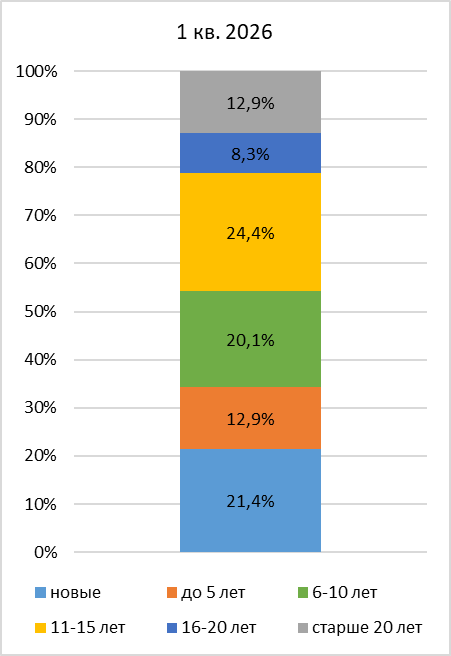 1 кв. 2026
100%
90%
80%
70%
60%
50%
40%
30%
20%
10%
0%
12,9%
8,3%
24,4%
20,1%
12,9%
21,4%
новые
до 5 лет
6-10 лет
11-15 лет
16-20 лет
старше 20 лет